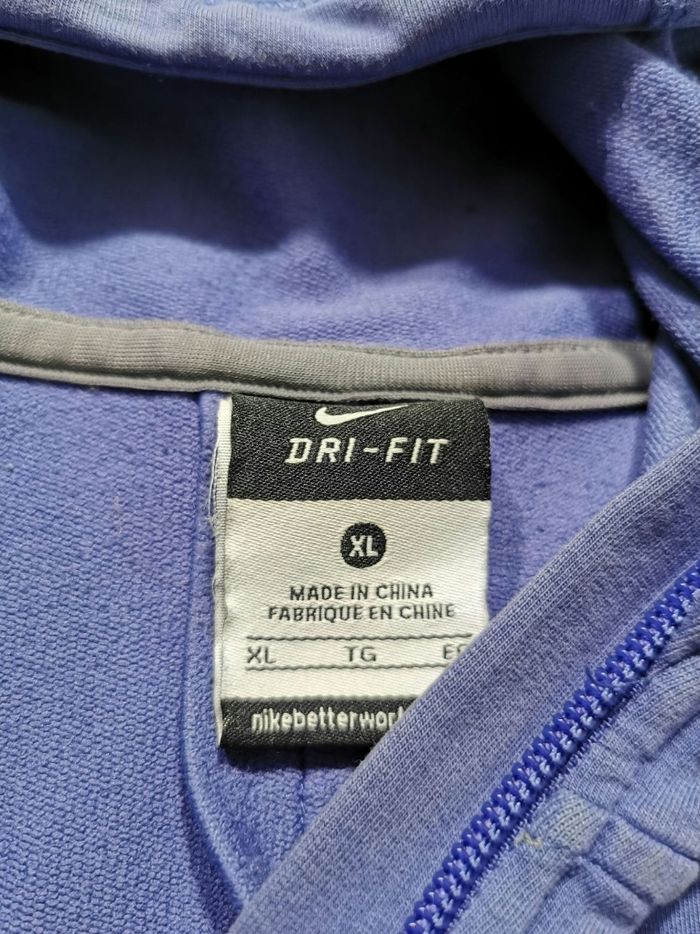 DRI-FIT
XL
MADE IN CHINA
FABRIQUE EN CHINE
XL TG